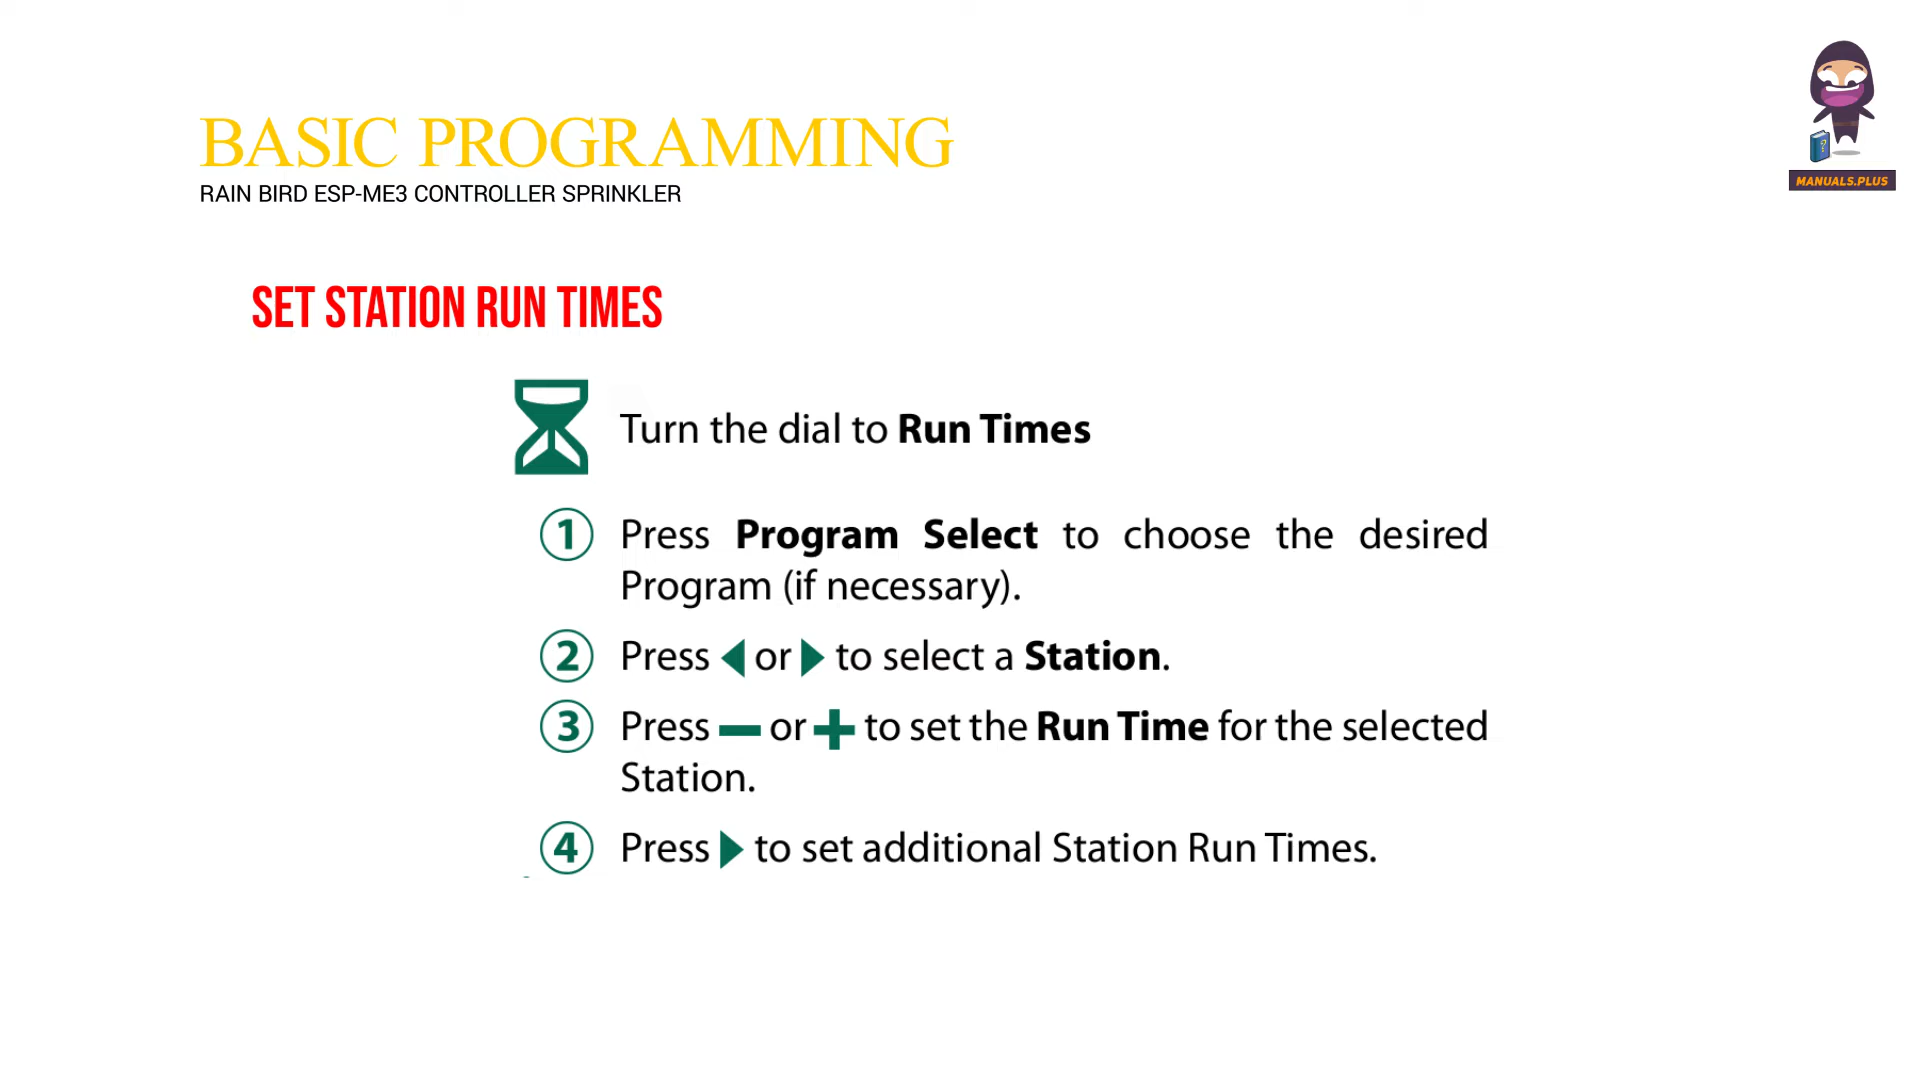 MANUALS.PLUS
BASIC PROGRAMMING
RAIN BIRD ESP-ME3 CONTROLLER SPRINKLER
SET STATION RUN TIMES
Turn the dial to Run Times
1 Press Program Select to choose the desired
Program (if necessary).
2 Press ◀ or ▶ to select a Station.
3 Press − or + to set the Run Time for the selected
Station.
4 Press ▶ to set additional Station Run Times.